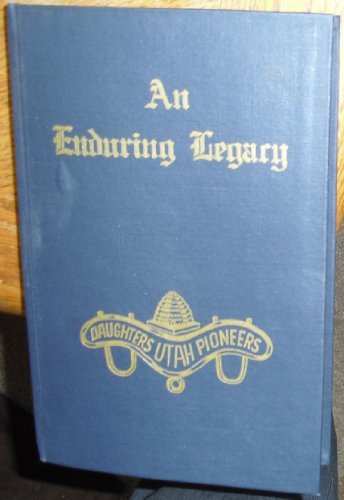 An
Enduring Legacy
DAUGHTERS UTAH PIONEERS